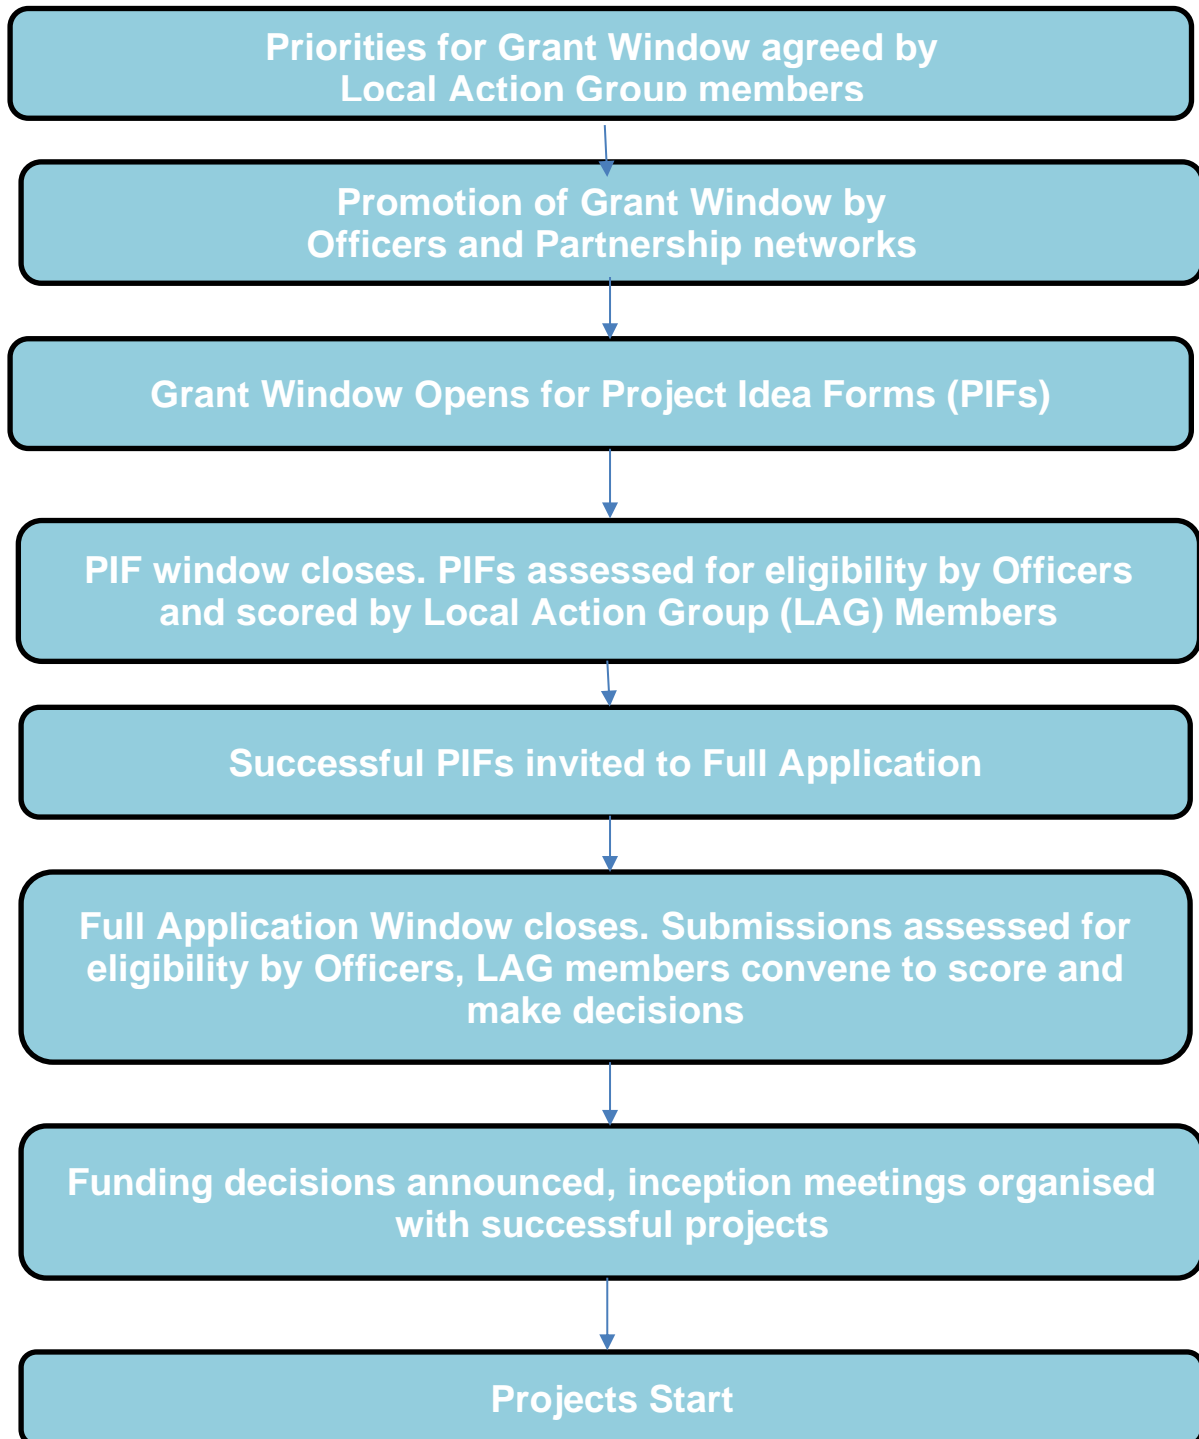 Priorities for Grant Window agreed by
Local Action Group members
Promotion of Grant Window by
Officers and Partnership networks
Grant Window Opens for Project Idea Forms (PIFs)
PIF window closes. PIFs assessed for eligibility by Officers
and scored by Local Action Group (LAG) Members
Successful PIFs invited to Full Application
Full Application Window closes. Submissions assessed for
eligibility by Officers, LAG members convene to score and
make decisions
Funding decisions announced, inception meetings organised
with successful projects
Projects Start